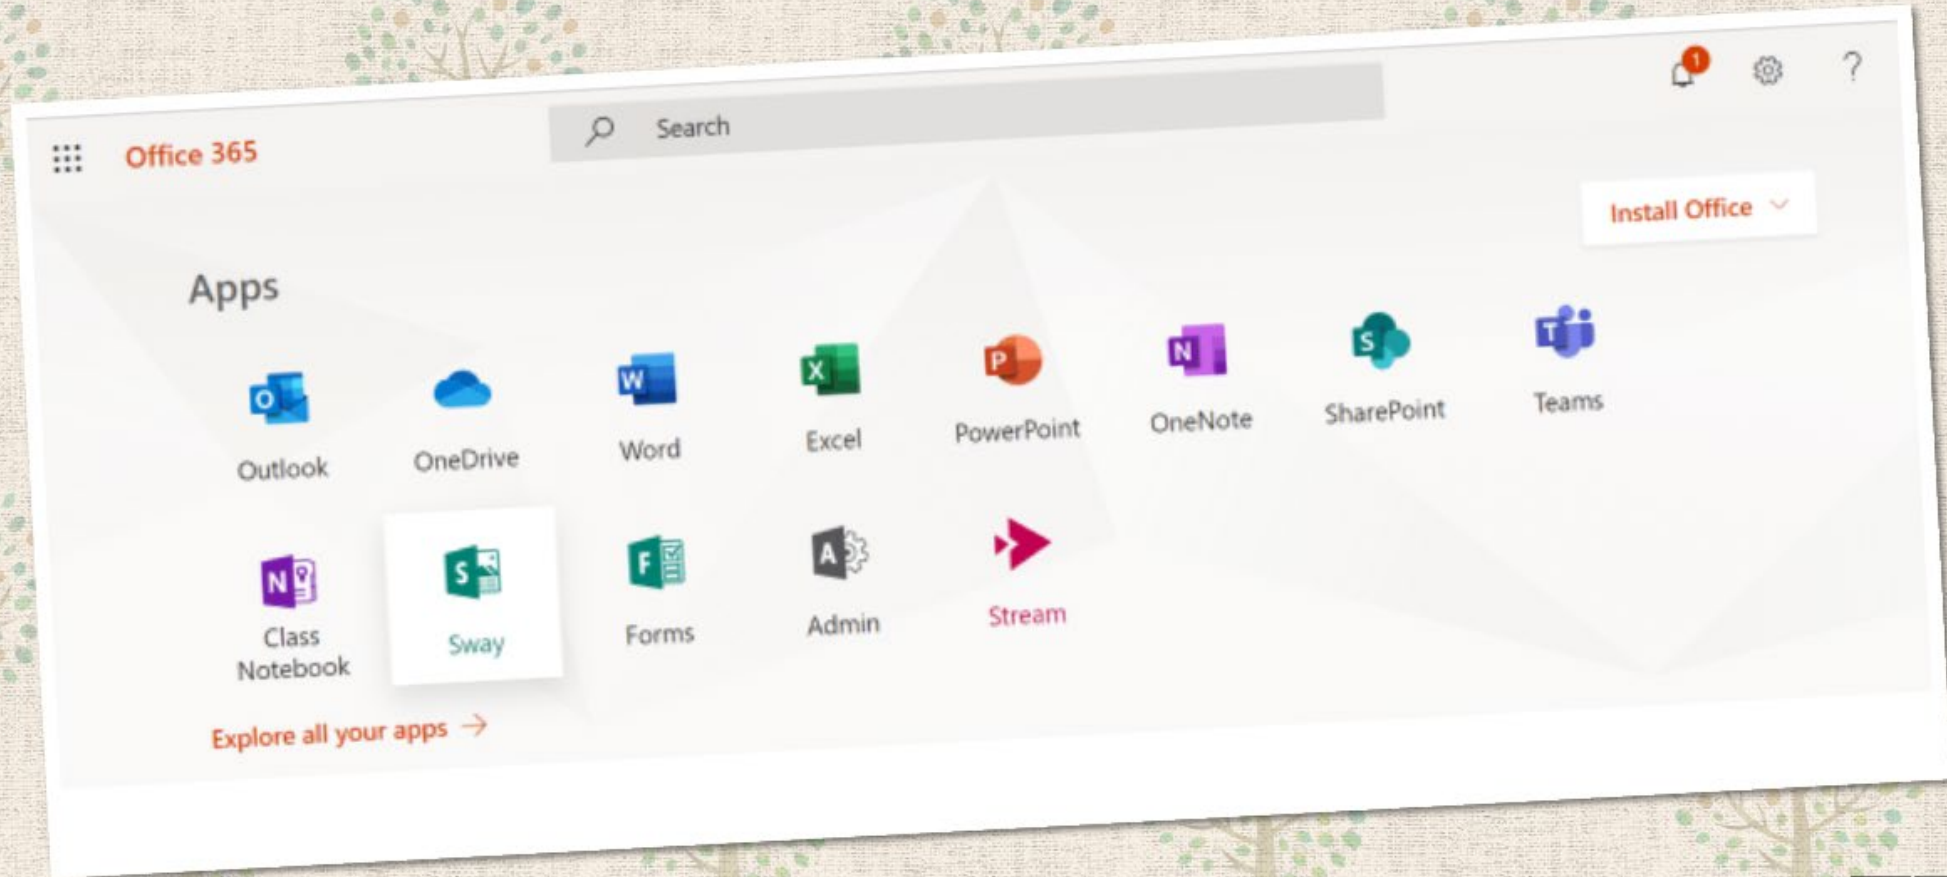 Office 365
Search
1
?
Install Office
Apps
O
W
X
P
N
S
T
Outlook
OneDrive
Word
Excel
PowerPoint
OneNote
SharePoint
Teams
N
S
F
A
Class
Notebook
Sway
Forms
Admin
Stream
Explore all your apps →